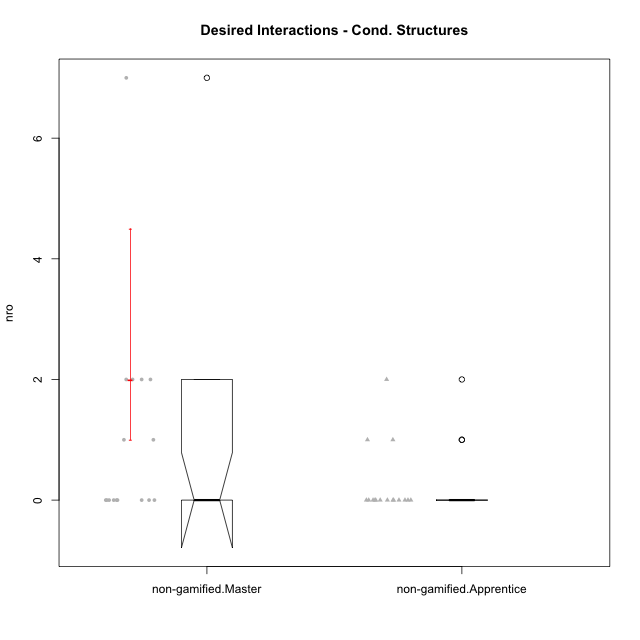 Desired Interactions - Cond. Structures
6
4
2
0
nro
non-gamified.Master
non-gamified.Apprentice